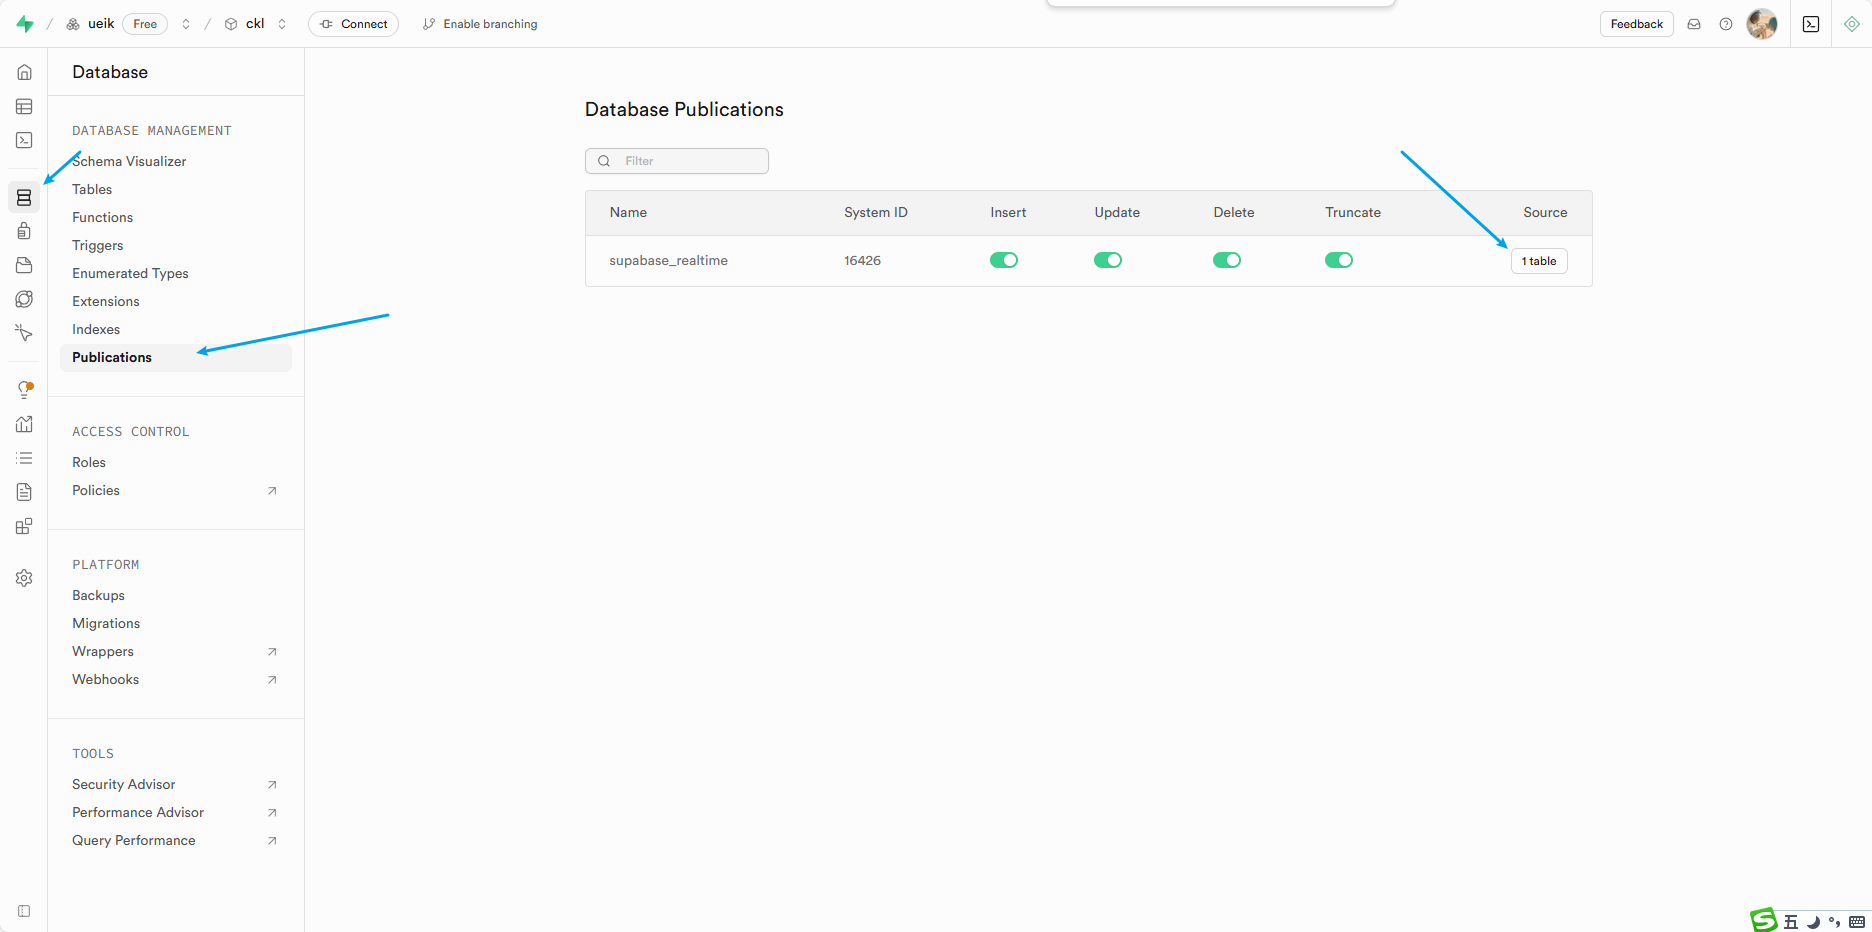 / ueik Free / ckl Connect Enable branching Feedback
Database
DATABASE MANAGEMENT
Schema Visualizer
Tables
Functions
Triggers
Enumerated Types
Extensions
Indexes
Publications
ACCESS CONTROL
Roles
Policies
PLATFORM
Backups
Migrations
Wrappers
Webhooks
TOOLS
Security Advisor
Performance Advisor
Query Performance
Database Publications
Filter
Name System ID Insert Update Delete Truncate Source
supabase_realtime 16426 1 table
S 五